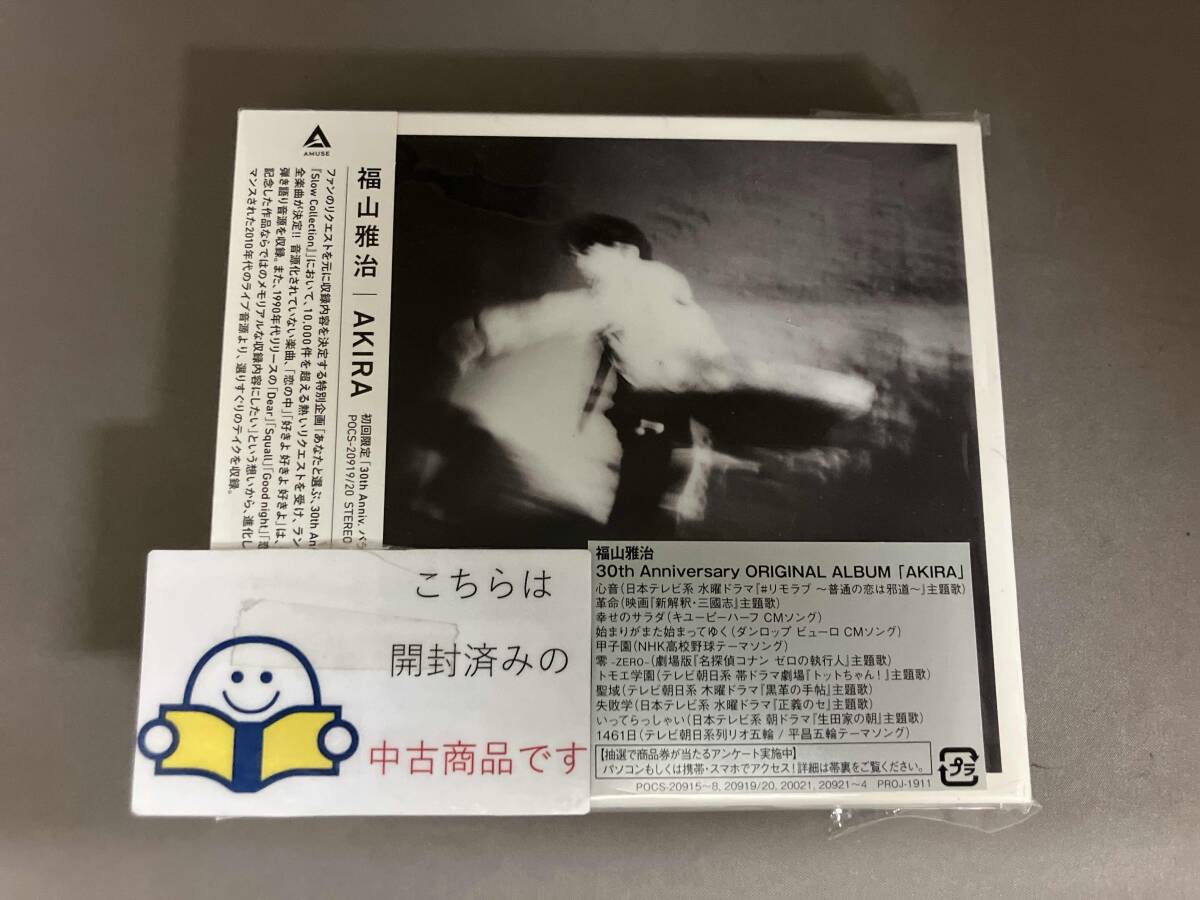 AMUSE
福山雅治｜AKIRA
初回限定「30th Anniv. バラ
POCS-20919/20 STEREO
ファンのリクエストを元に収録内容を決定する特別企画「あなたと選ぶ、30th An
『Slow Collection』」において、10,000件を超える熱いリクエストを受け、ラン
全楽曲が決定!! 音源化されていない楽曲、「恋の中」「好きよ 好きよ 好きよ」は、
弾き語り音源を収録。また、1990年代リリースの「Dear」「Squall」「Good night」「恋
記念した作品ならではのメモリアルな収録内容にしたい」という想いから、進化し
マンスされた2010年代のライブ音源より、選りすぐりのテイクを収録。
こちらは
開封済みの
中古商品です
福山雅治
30th Anniversary ORIGINAL ALBUM「AKIRA」
心音（日本テレビ系 水曜ドラマ『#リモラブ ～普通の恋は邪道～』主題歌）
革命（映画『新解釈・三國志』主題歌）
幸せのサラダ（キユーピーハーフ CMソング）
始まりがまた始まってゆく（ダンロップ ビューロ CMソング）
甲子園（NHK高校野球テーマソング）
零 -ZERO-（劇場版『名探偵コナン ゼロの執行人』主題歌）
トモエ学園（テレビ朝日系 帯ドラマ劇場『トットちゃん！』主題歌）
聖域（テレビ朝日系 木曜ドラマ『黒革の手帖』主題歌）
失敗学（日本テレビ系 水曜ドラマ『正義のセ』主題歌）
いってらっしゃい（日本テレビ系 朝ドラマ『生田家の朝』主題歌）
1461日（テレビ朝日系列リオ五輪 / 平昌五輪テーマソング）
【抽選で商品券が当たるアンケート実施中】
パソコンもしくは携帯・スマホでアクセス！詳細は帯裏をご覧ください。
プラ
POCS-20915～8, 20919/20, 20021, 20921～4 PROJ-1911